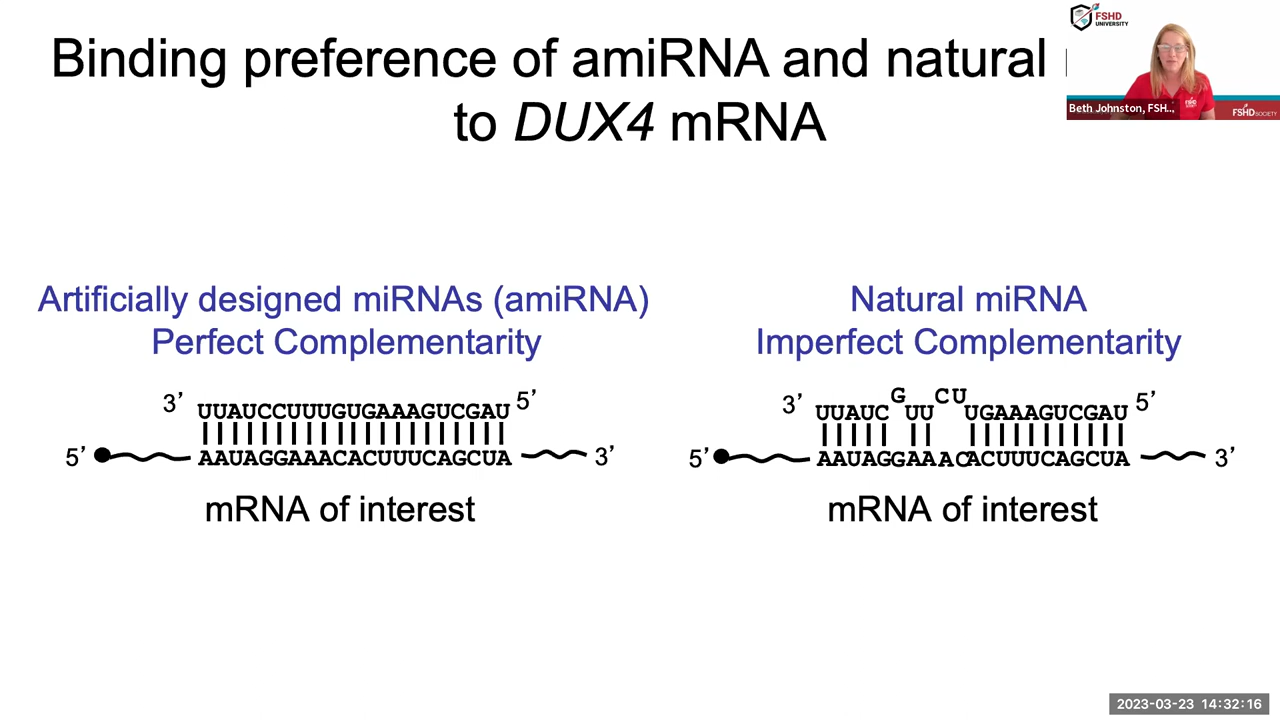 Binding preference of amiRNA and natural
to DUX4 mRNA
FSHD
UNIVERSITY
Beth Johnston, FSH...,
FSHDSOCIETY
Artificially designed miRNAs (amiRNA)
Perfect Complementarity
3’ UUAUCCUUUGUGAAAGUCGAU 5’
5’ AAUAGGAAACACUUUCAGCUA 3’
mRNA of interest
Natural miRNA
Imperfect Complementarity
G CU
3’ UUAUC UU UGAAAGUCGAU 5’
5’ AAUAGGAAACACUUUCAGCUA 3’
mRNA of interest
2023-03-23 14:32:16